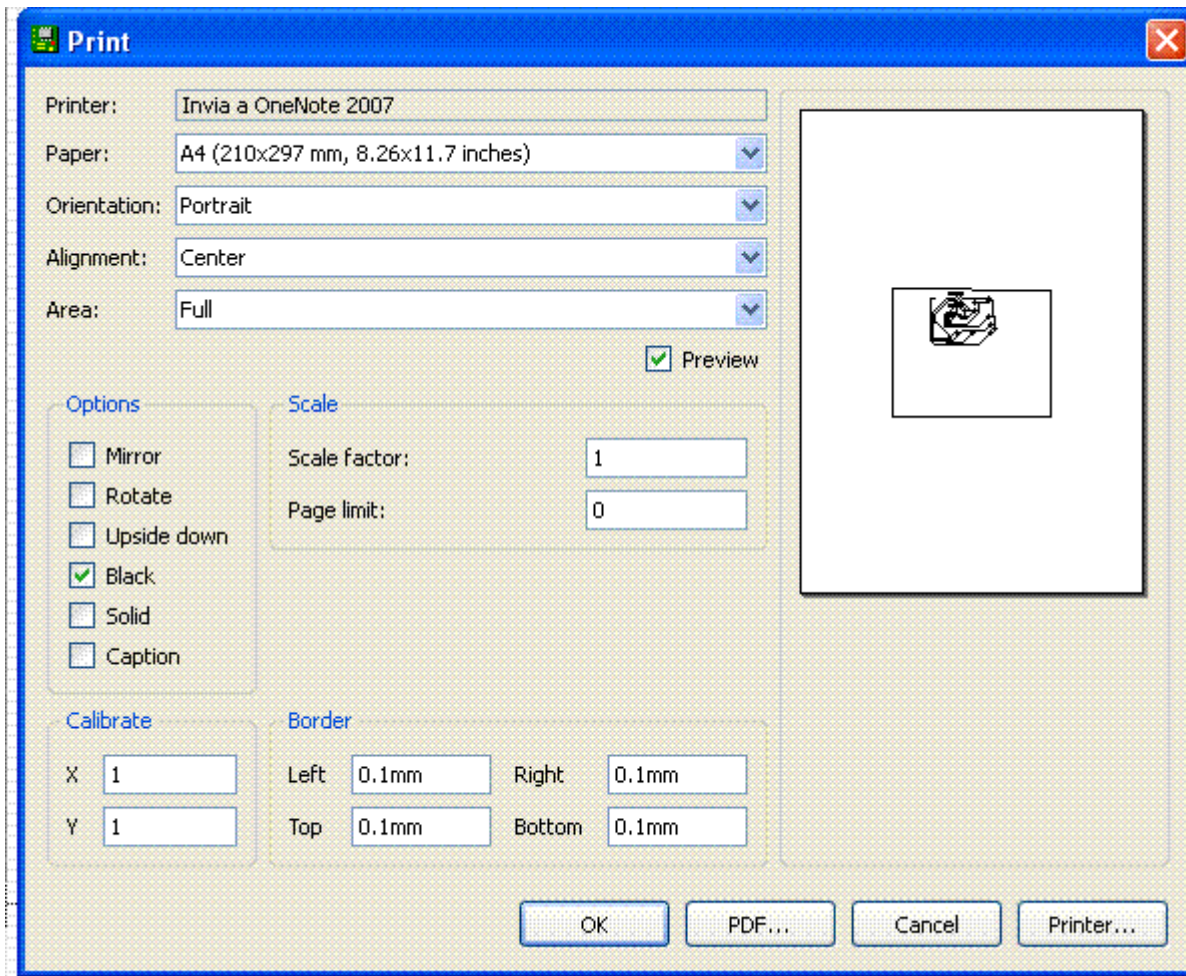 Print
Printer: Invia a OneNote 2007
Paper: A4 (210x297 mm, 8.26x11.7 inches)
Orientation: Portrait
Alignment: Center
Area: Full
Preview
Options
Mirror
Rotate
Upside down
Black
Solid
Caption
Scale
Scale factor: 1
Page limit: 0
Calibrate
X 1
Y 1
Border
Left 0.1mm Right 0.1mm
Top 0.1mm Bottom 0.1mm
OK PDF... Cancel Printer...